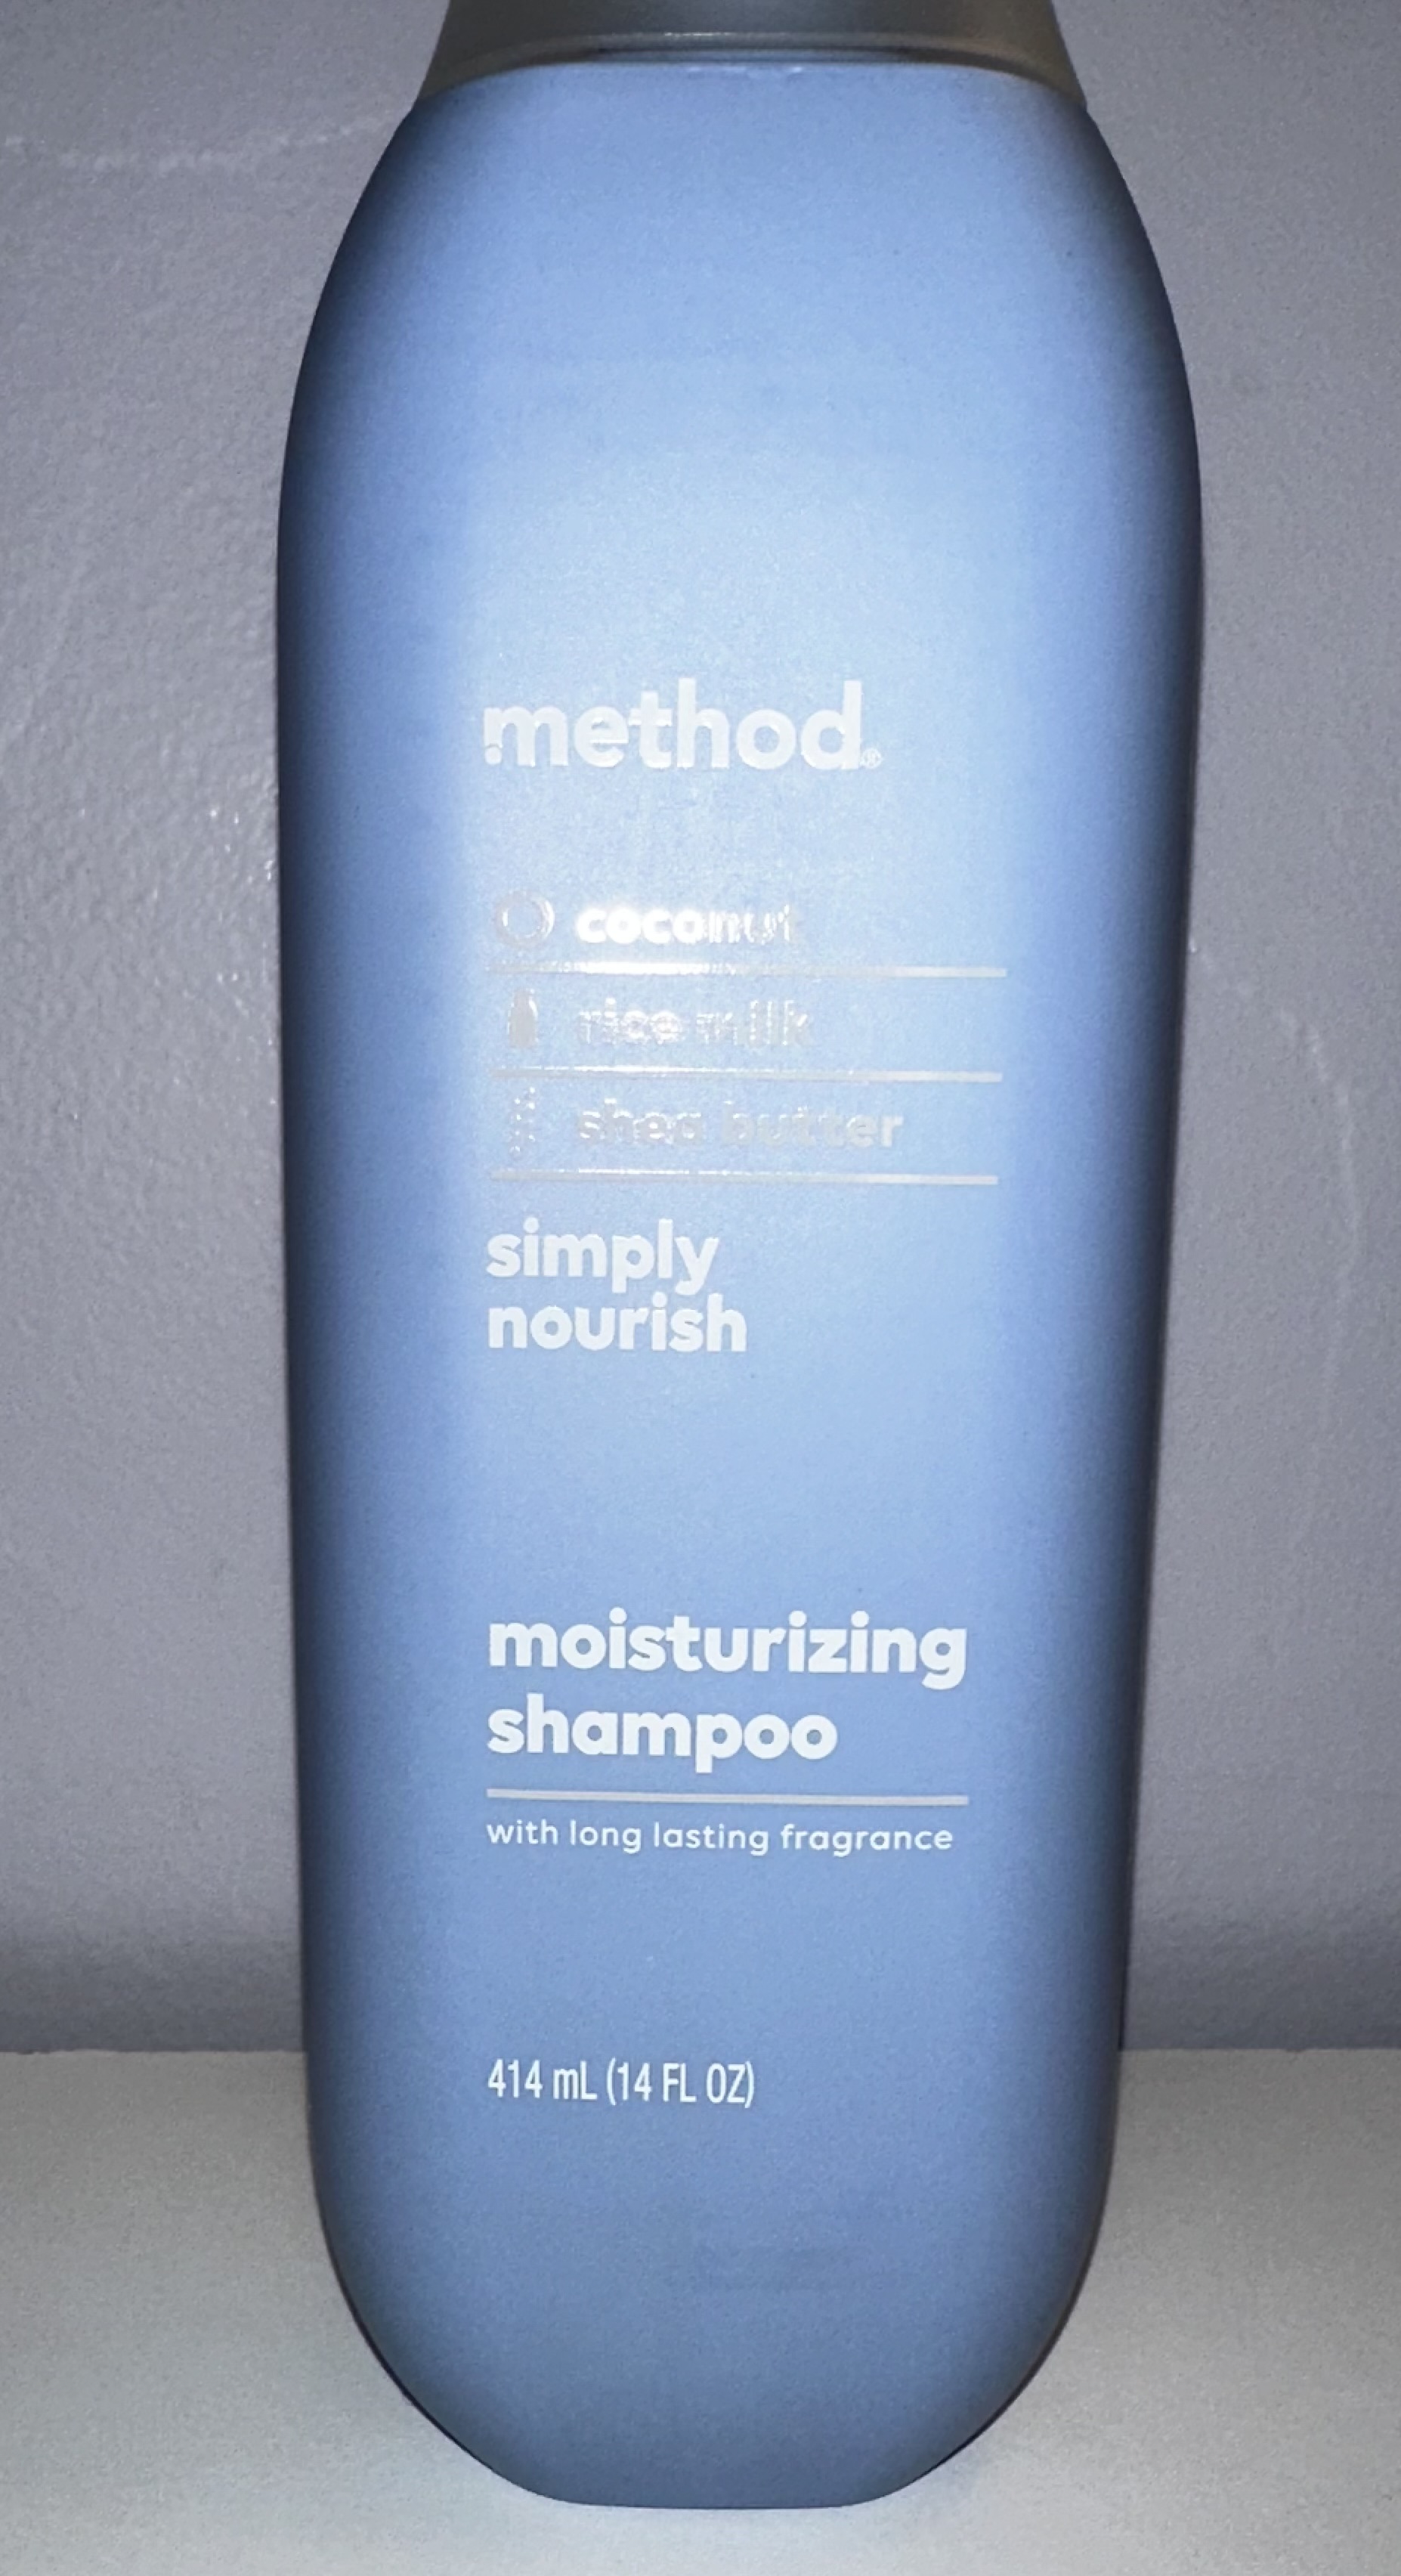 method®
coconut
rice milk
shea butter
simply
nourish
moisturizing
shampoo
with long lasting fragrance
414 mL (14 FL OZ)